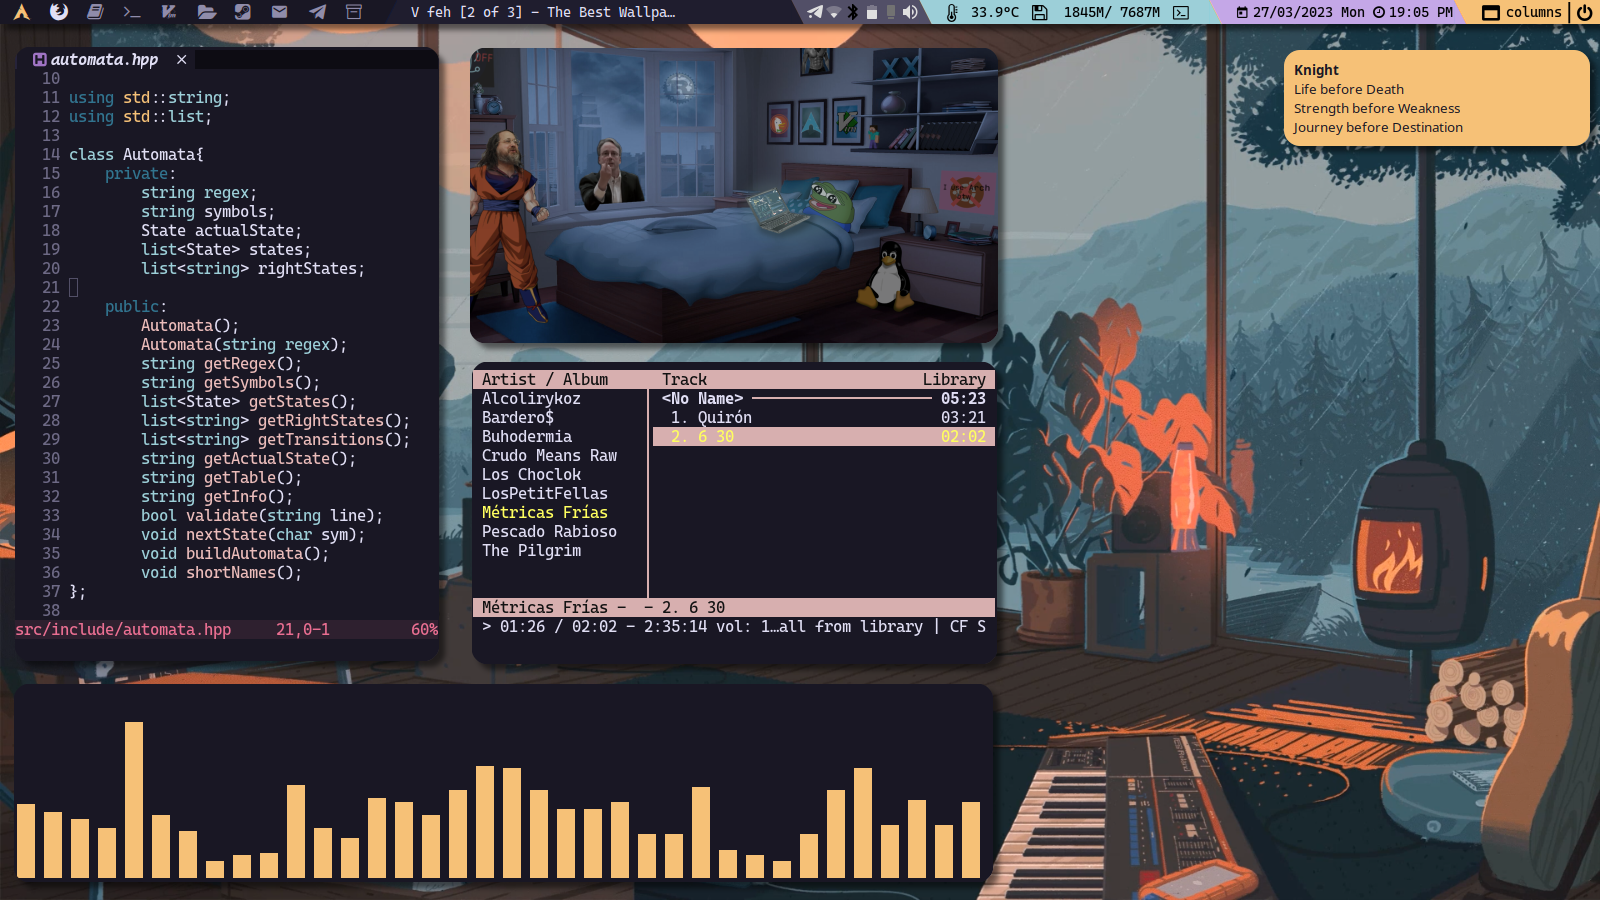 V feh [2 of 3] – The Best Wallpa…
33.9°C
1845M/ 7687M
27/03/2023 Mon
19:05 PM
columns
automata.hpp ×
10
11 using std::string;
12 using std::list;
13
14 class Automata{
15 private:
16 string regex;
17 string symbols;
18 State actualState;
19 list<State> states;
20 list<string> rightStates;
21
22 public:
23 Automata();
24 Automata(string regex);
25 string getRegex();
26 string getSymbols();
27 list<State> getStates();
28 list<string> getRightStates();
29 list<string> getTransitions();
30 string getActualState();
31 string getTable();
32 string getInfo();
33 bool validate(string line);
34 void nextState(char sym);
35 void buildAutomata();
36 void shortNames();
37 };
38
src/include/automata.hpp 21,0-1 60%
OFF
I use Arch
btw
Artist / Album Track Library
Alcolirykoz
Bardero$
Buhodermia
Crudo Means Raw
Los Choclok
LosPetitFellas
Métricas Frías
Pescado Rabioso
The Pilgrim
<No Name> 05:23
1. Quirón 03:21
2. 6 30 02:02
Métricas Frías – – 2. 6 30
> 01:26 / 02:02 – 2:35:14 vol: 1…all from library | CF S
Knight
Life before Death
Strength before Weakness
Journey before Destination